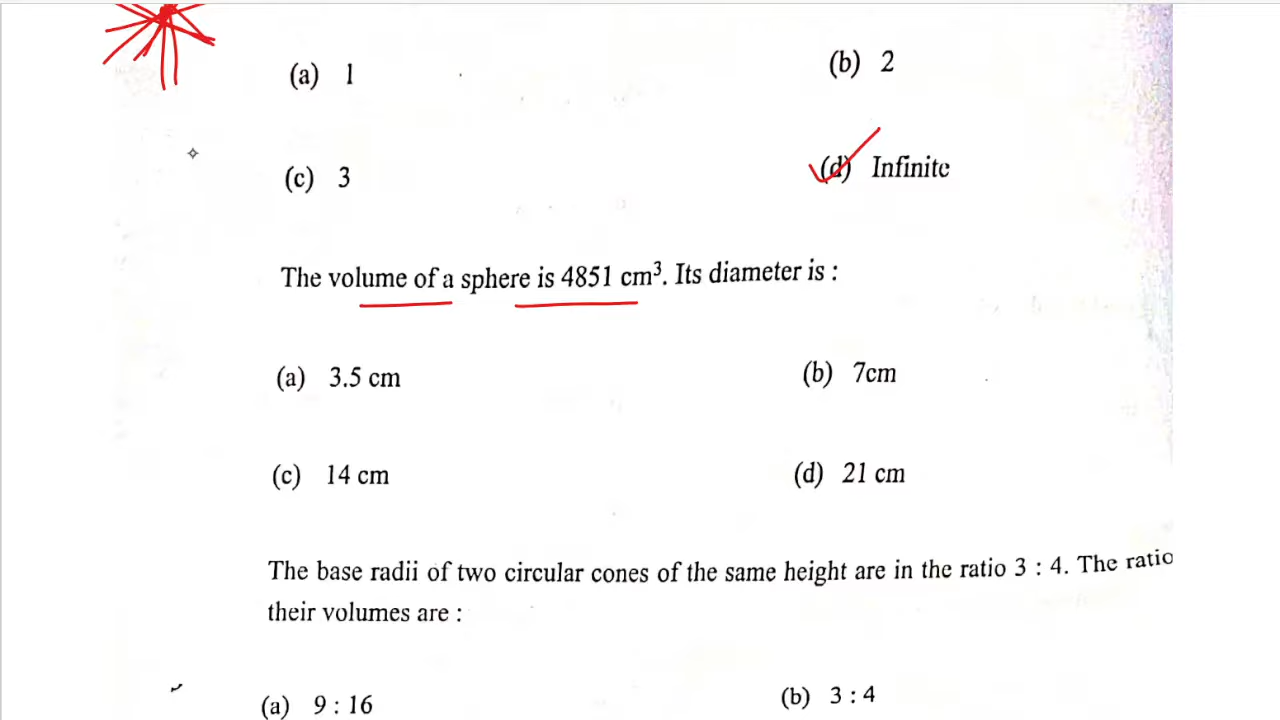 (a) 1 (b) 2
(c) 3 (d) Infinite
The volume of a sphere is 4851 cm³. Its diameter is :
(a) 3.5 cm (b) 7cm
(c) 14 cm (d) 21 cm
The base radii of two circular cones of the same height are in the ratio 3 : 4. The ratio
their volumes are :
(a) 9 : 16 (b) 3 : 4